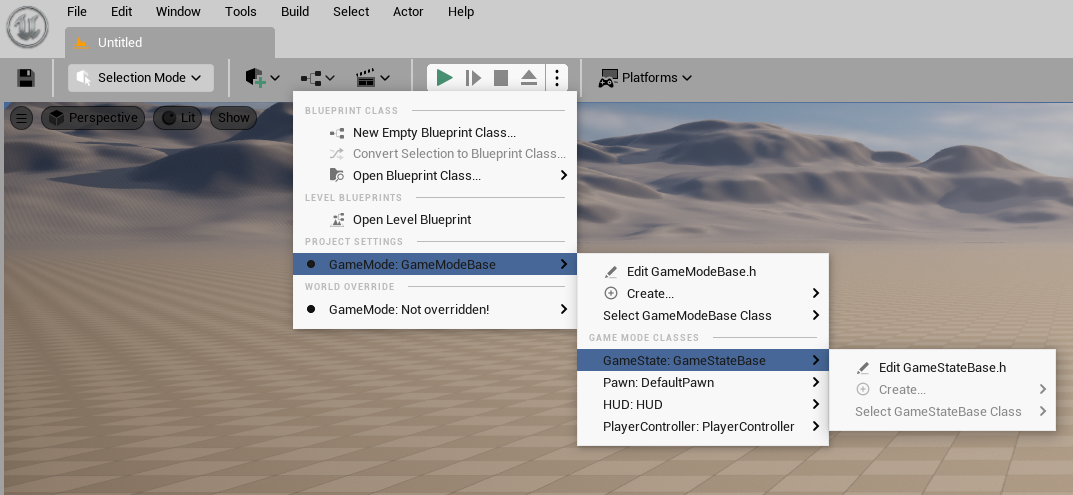 File Edit Window Tools Build Select Actor Help
Untitled
Selection Mode
Platforms
Perspective
Lit
Show
BLUEPRINT CLASS
New Empty Blueprint Class...
Convert Selection to Blueprint Class...
Open Blueprint Class...
LEVEL BLUEPRINTS
Open Level Blueprint
PROJECT SETTINGS
GameMode: GameModeBase
WORLD OVERRIDE
GameMode: Not overridden!
Edit GameModeBase.h
Create...
Select GameModeBase Class
GAME MODE CLASSES
GameState: GameStateBase
Pawn: DefaultPawn
HUD: HUD
PlayerController: PlayerController
Edit GameStateBase.h
Create...
Select GameStateBase Class